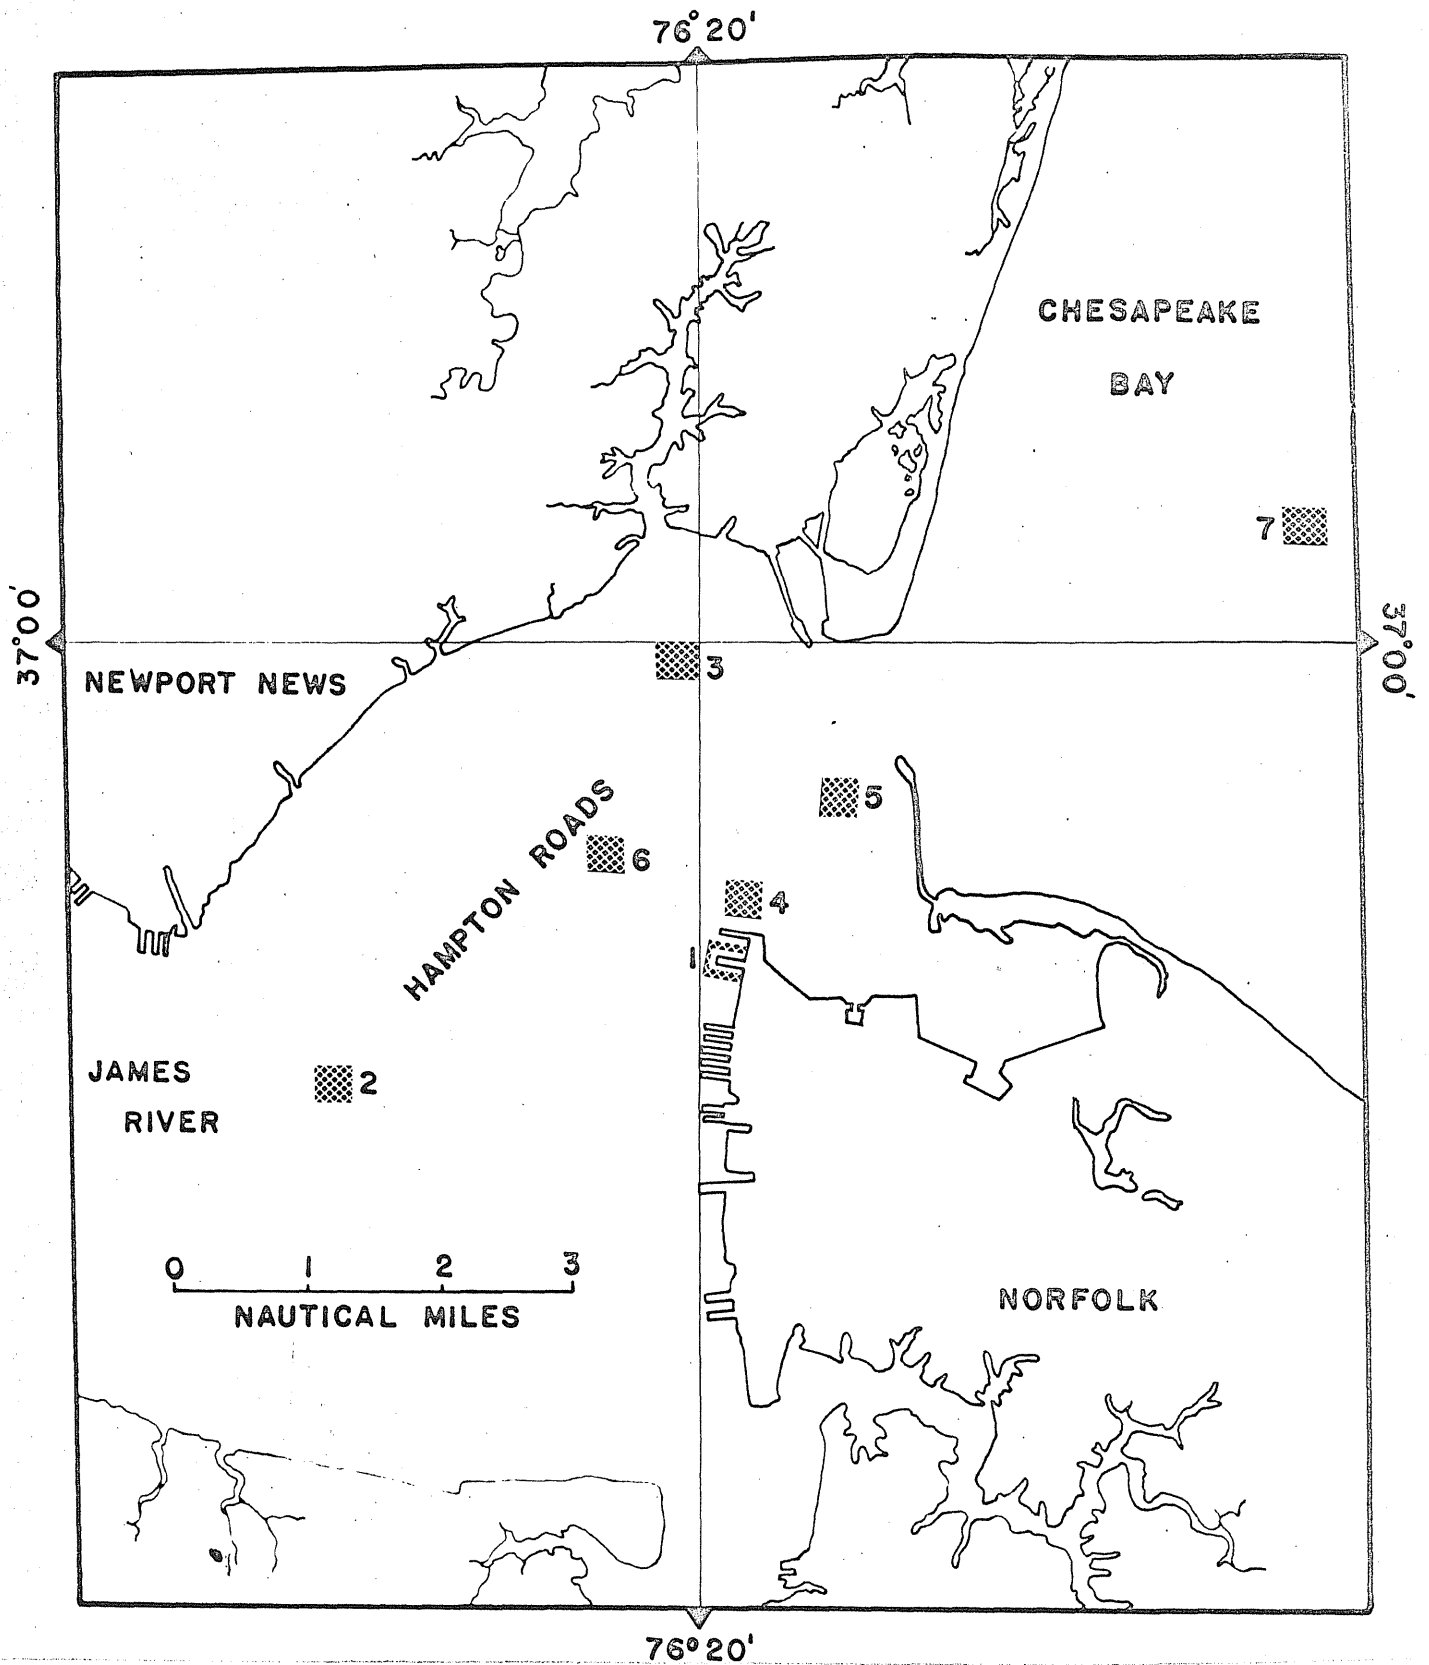 76°20'
CHESAPEAKE
BAY
7
37°00'
37°00'
NEWPORT NEWS
3
5
HAMPTON ROADS
6
4
1
JAMES
RIVER
2
0 1 2 3
NAUTICAL MILES
NORFOLK
76°20'